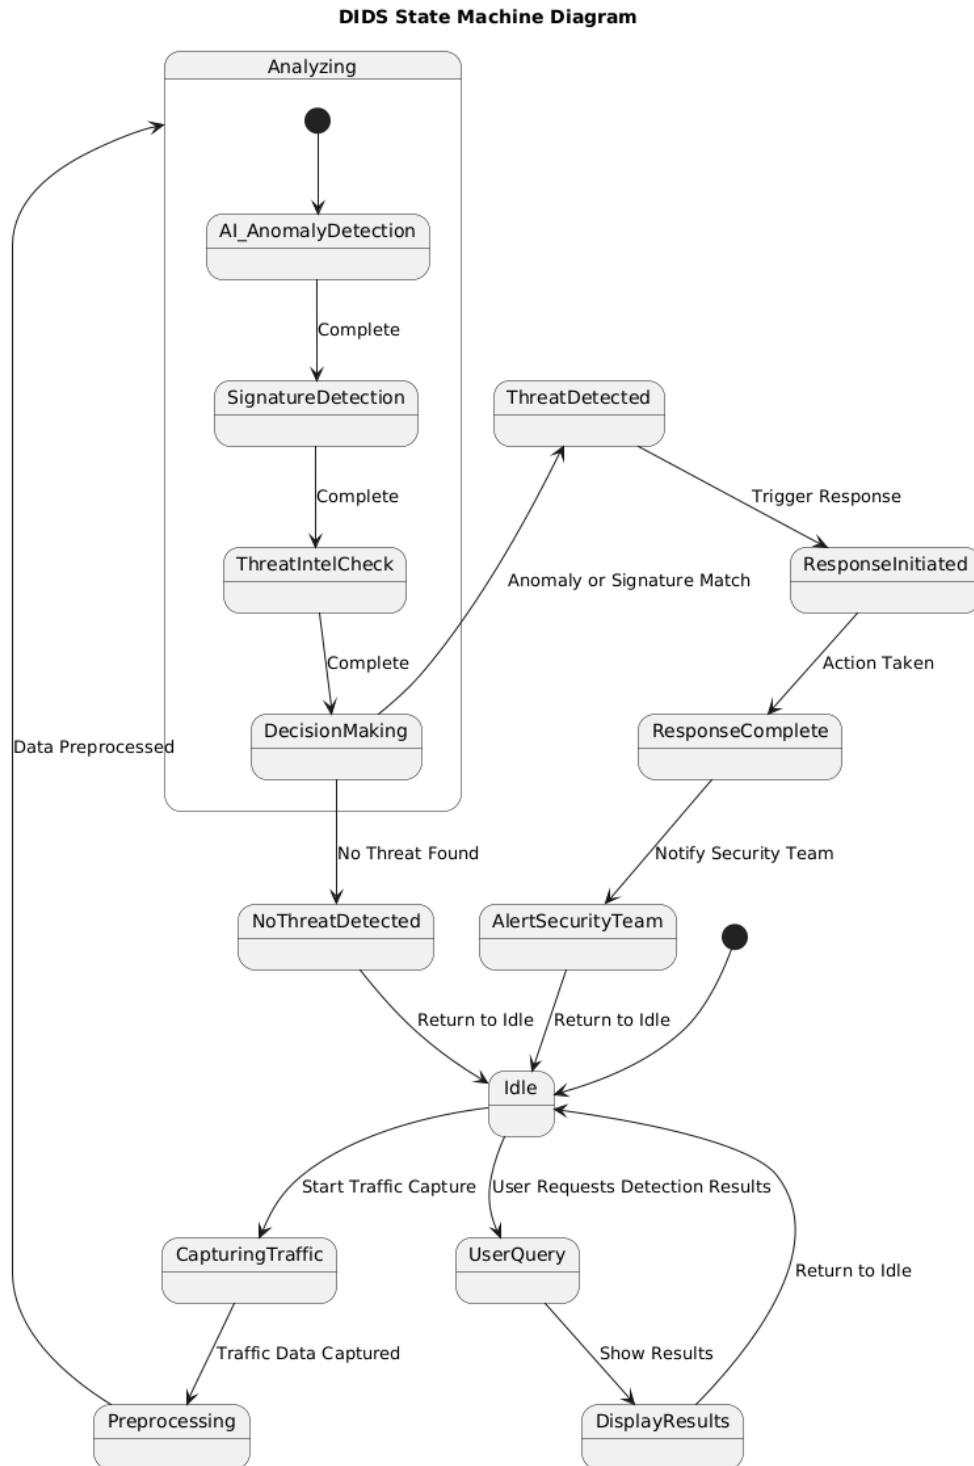 DIDS State Machine Diagram
Analyzing
AI_AnomalyDetection
Complete
SignatureDetection
ThreatDetected
Complete
Trigger Response
ThreatIntelCheck
ResponseInitiated
Anomaly or Signature Match
Complete
Action Taken
DecisionMaking
ResponseComplete
Data Preprocessed
No Threat Found
Notify Security Team
NoThreatDetected
AlertSecurityTeam
Return to Idle
Return to Idle
Idle
Start Traffic Capture
User Requests Detection Results
CapturingTraffic
UserQuery
Return to Idle
Traffic Data Captured
Show Results
Preprocessing
DisplayResults